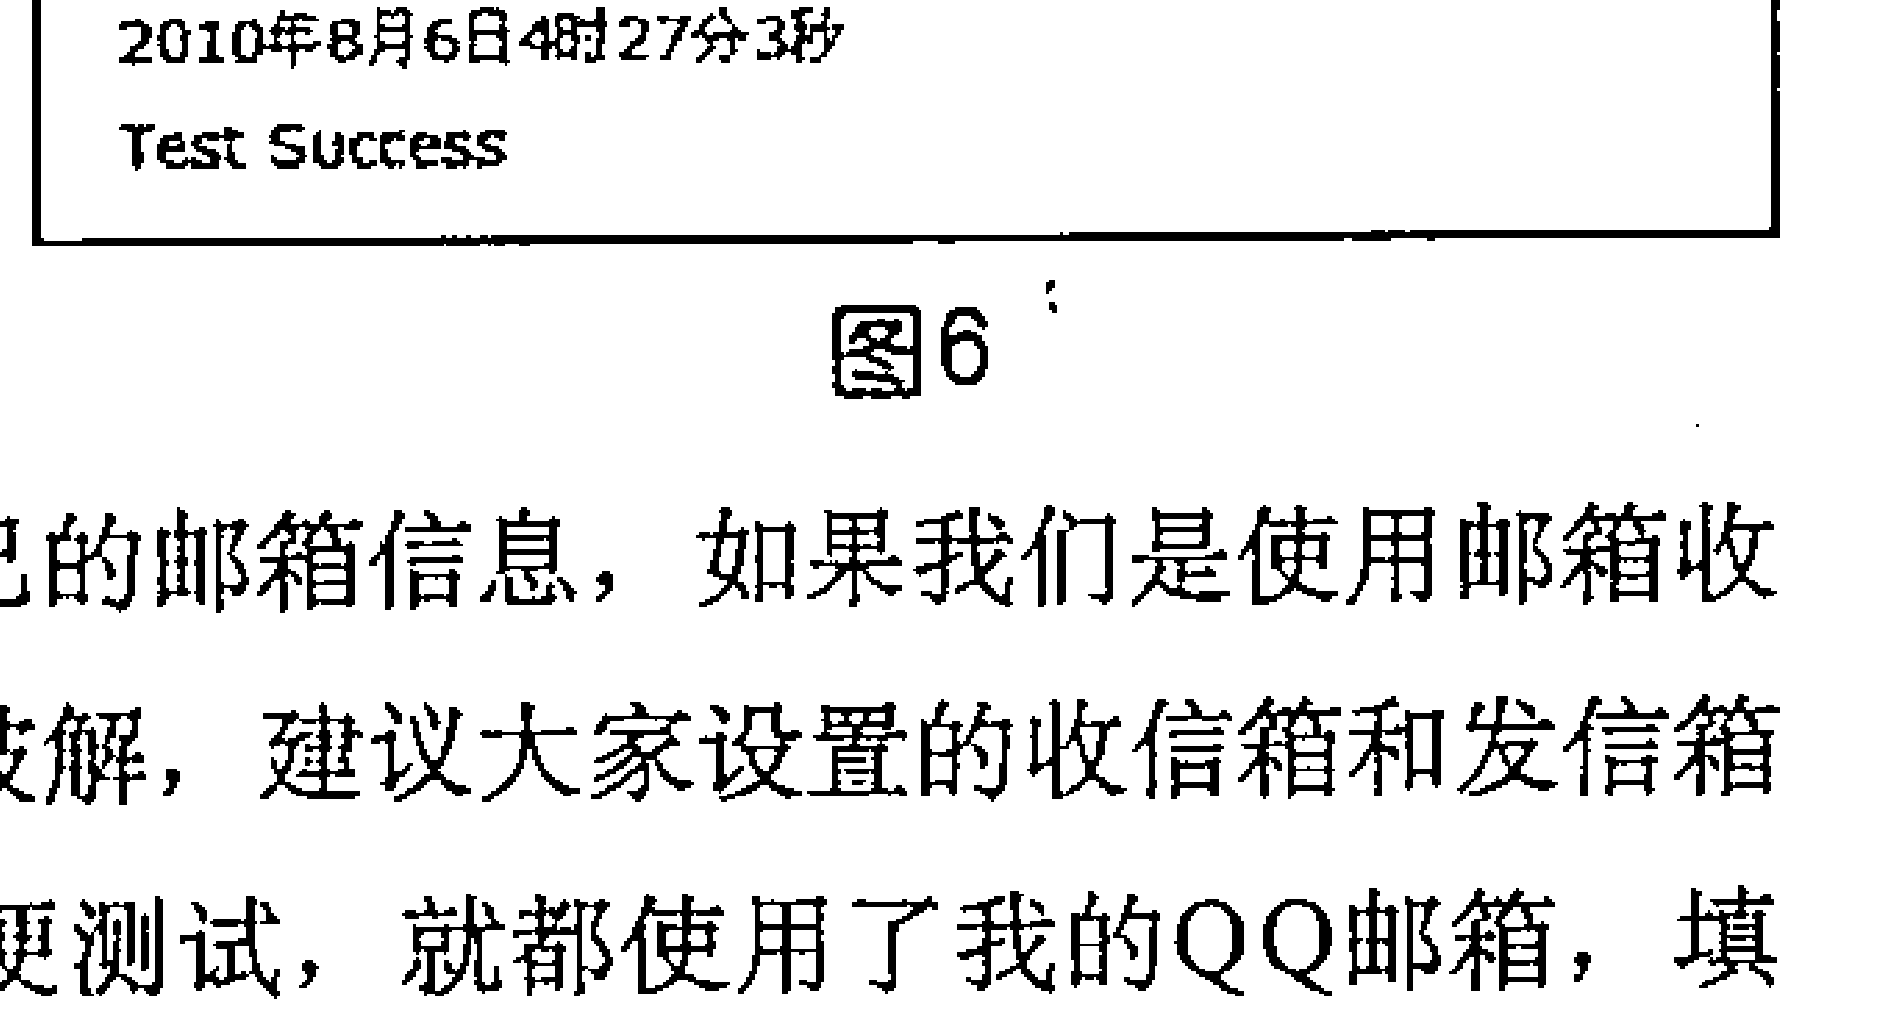 2010年8月6日4时27分3秒
Test Success
图6
的邮箱信息，如果我们是使用邮箱收
解，建议大家设置的收信箱和发信箱
测试，就都使用了我的QQ邮箱，填